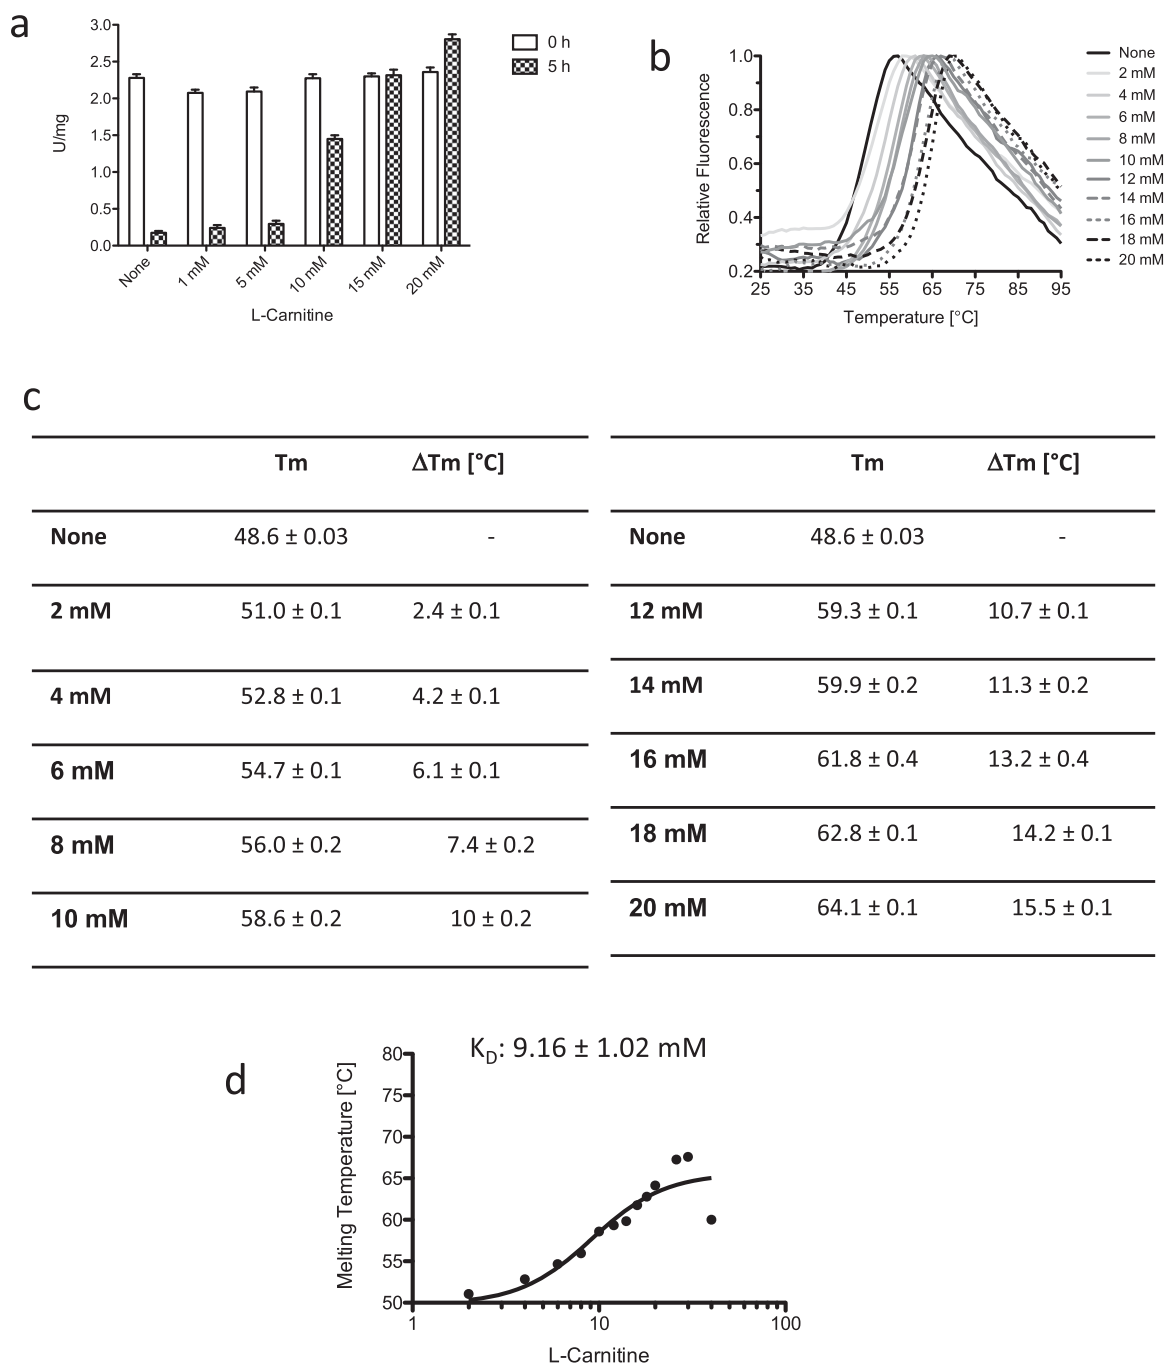 a
3.0
2.5
2.0
1.5
1.0
0.5
0.0
U/mg
None
1 mM
5 mM
10 mM
15 mM
20 mM
L-Carnitine
0 h
5 h
b
1.0
0.8
0.6
0.4
0.2
Relative Fluorescence
25 35 45 55 65 75 85 95
Temperature [°C]
None
2 mM
4 mM
6 mM
8 mM
10 mM
12 mM
14 mM
16 mM
18 mM
20 mM
c
Tm ΔTm [°C]
None 48.6 ± 0.03 -
2 mM 51.0 ± 0.1 2.4 ± 0.1
4 mM 52.8 ± 0.1 4.2 ± 0.1
6 mM 54.7 ± 0.1 6.1 ± 0.1
8 mM 56.0 ± 0.2 7.4 ± 0.2
10 mM 58.6 ± 0.2 10 ± 0.2
Tm ΔTm [°C]
None 48.6 ± 0.03 -
12 mM 59.3 ± 0.1 10.7 ± 0.1
14 mM 59.9 ± 0.2 11.3 ± 0.2
16 mM 61.8 ± 0.4 13.2 ± 0.4
18 mM 62.8 ± 0.1 14.2 ± 0.1
20 mM 64.1 ± 0.1 15.5 ± 0.1
d
K_D: 9.16 ± 1.02 mM
80
75
70
65
60
55
50
Melting Temperature [°C]
1 10 100
L-Carnitine